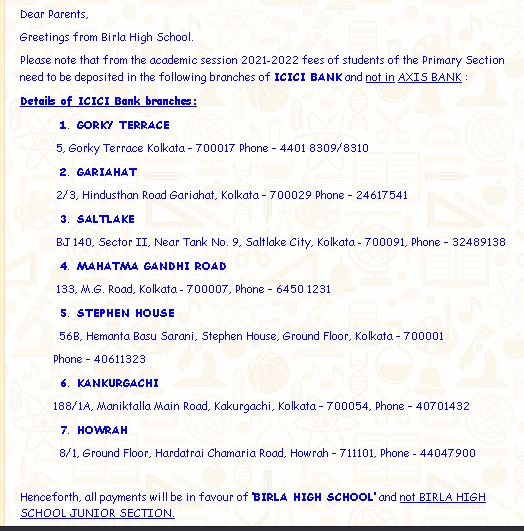 Dear Parents,
Greetings from Birla High School.
Please note that from the academic session 2021-2022 fees of students of the Primary Section
need to be deposited in the following branches of ICICI BANK and not in AXIS BANK :
Details of ICICI Bank branches:
1. GORKY TERRACE
5, Gorky Terrace Kolkata – 700017 Phone – 4401 8309/8310
2. GARIAHAT
2/3, Hindusthan Road Gariahat, Kolkata – 700029 Phone – 24617541
3. SALTLAKE
BJ 140, Sector II, Near Tank No. 9, Saltlake City, Kolkata - 700091, Phone – 32489138
4. MAHATMA GANDHI ROAD
133, M.G. Road, Kolkata - 700007, Phone – 6450 1231
5. STEPHEN HOUSE
56B, Hemanta Basu Sarani, Stephen House, Ground Floor, Kolkata – 700001
Phone – 40611323
6. KANKURGACHI
188/1A, Maniktalla Main Road, Kakurgachi, Kolkata – 700054, Phone – 40701432
7. HOWRAH
8/1, Ground Floor, Hardatrai Chamaria Road, Howrah – 711101, Phone - 44047900
Henceforth, all payments will be in favour of 'BIRLA HIGH SCHOOL' and not BIRLA HIGH
SCHOOL JUNIOR SECTION.